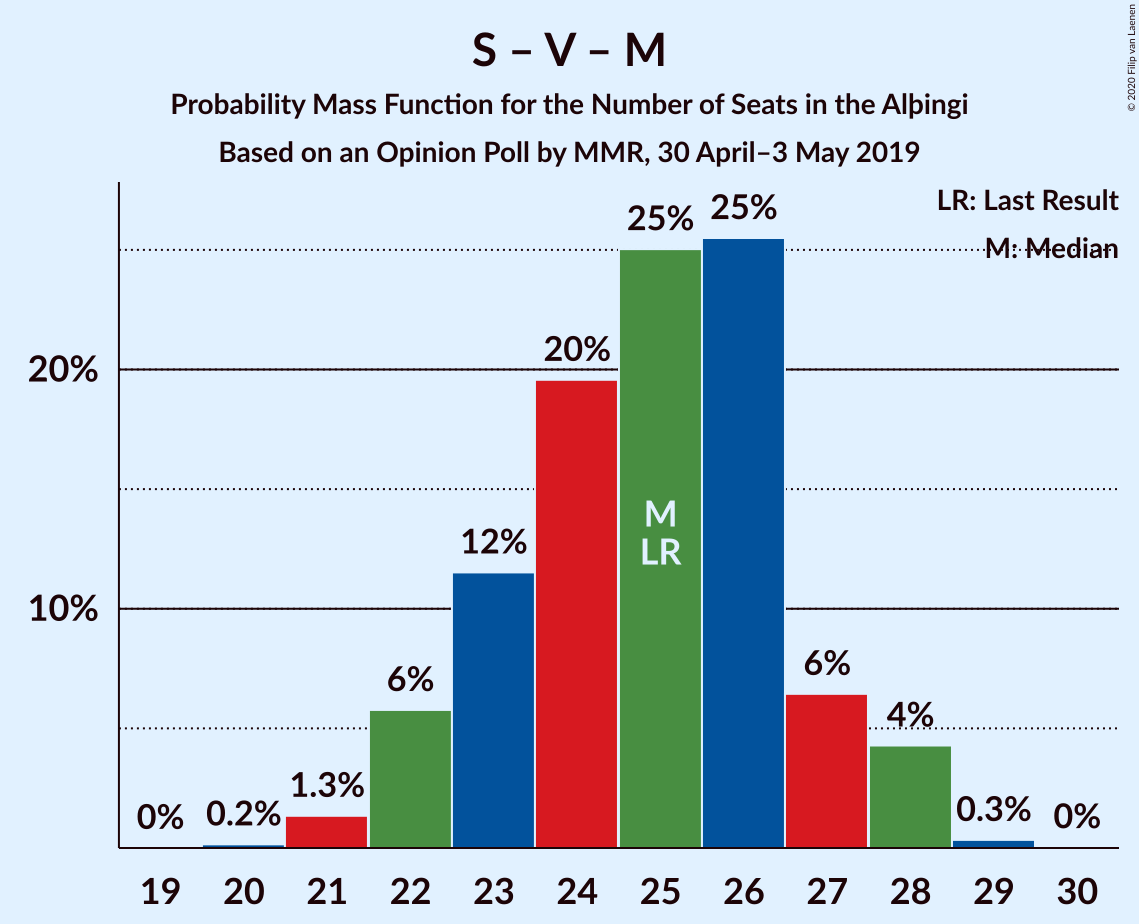 S – V – M
Probability Mass Function for the Number of Seats in the Alþingi
Based on an Opinion Poll by MMR, 30 April–3 May 2019
© 2020 Filip van Laenen
LR: Last Result
M: Median
20%
10%
0%
0.2%
1.3%
6%
12%
20%
25%
25%
6%
4%
0.3%
0%
M
LR
19 20 21 22 23 24 25 26 27 28 29 30